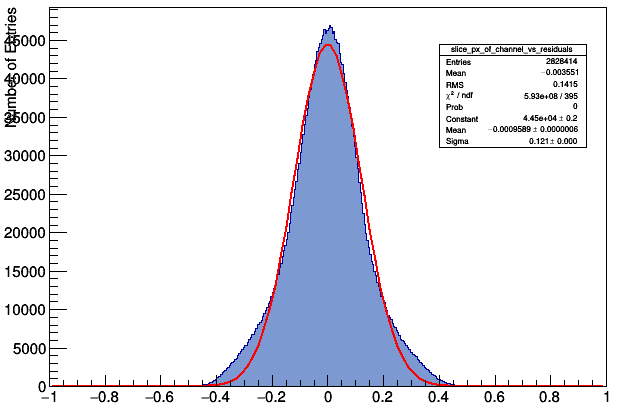 Number of Entries
45000
40000
35000
30000
25000
20000
15000
10000
5000
0
−1 −0.8 −0.6 −0.4 −0.2 0 0.2 0.4 0.6 0.8 1
slice_px_of_channel_vs_residuals
Entries 2828414
Mean −0.003551
RMS 0.1415
χ² / ndf 5.93e+08 / 395
Prob 0
Constant 4.45e+04 ± 0.2
Mean −0.0009589 ± 0.0000006
Sigma 0.121 ± 0.000